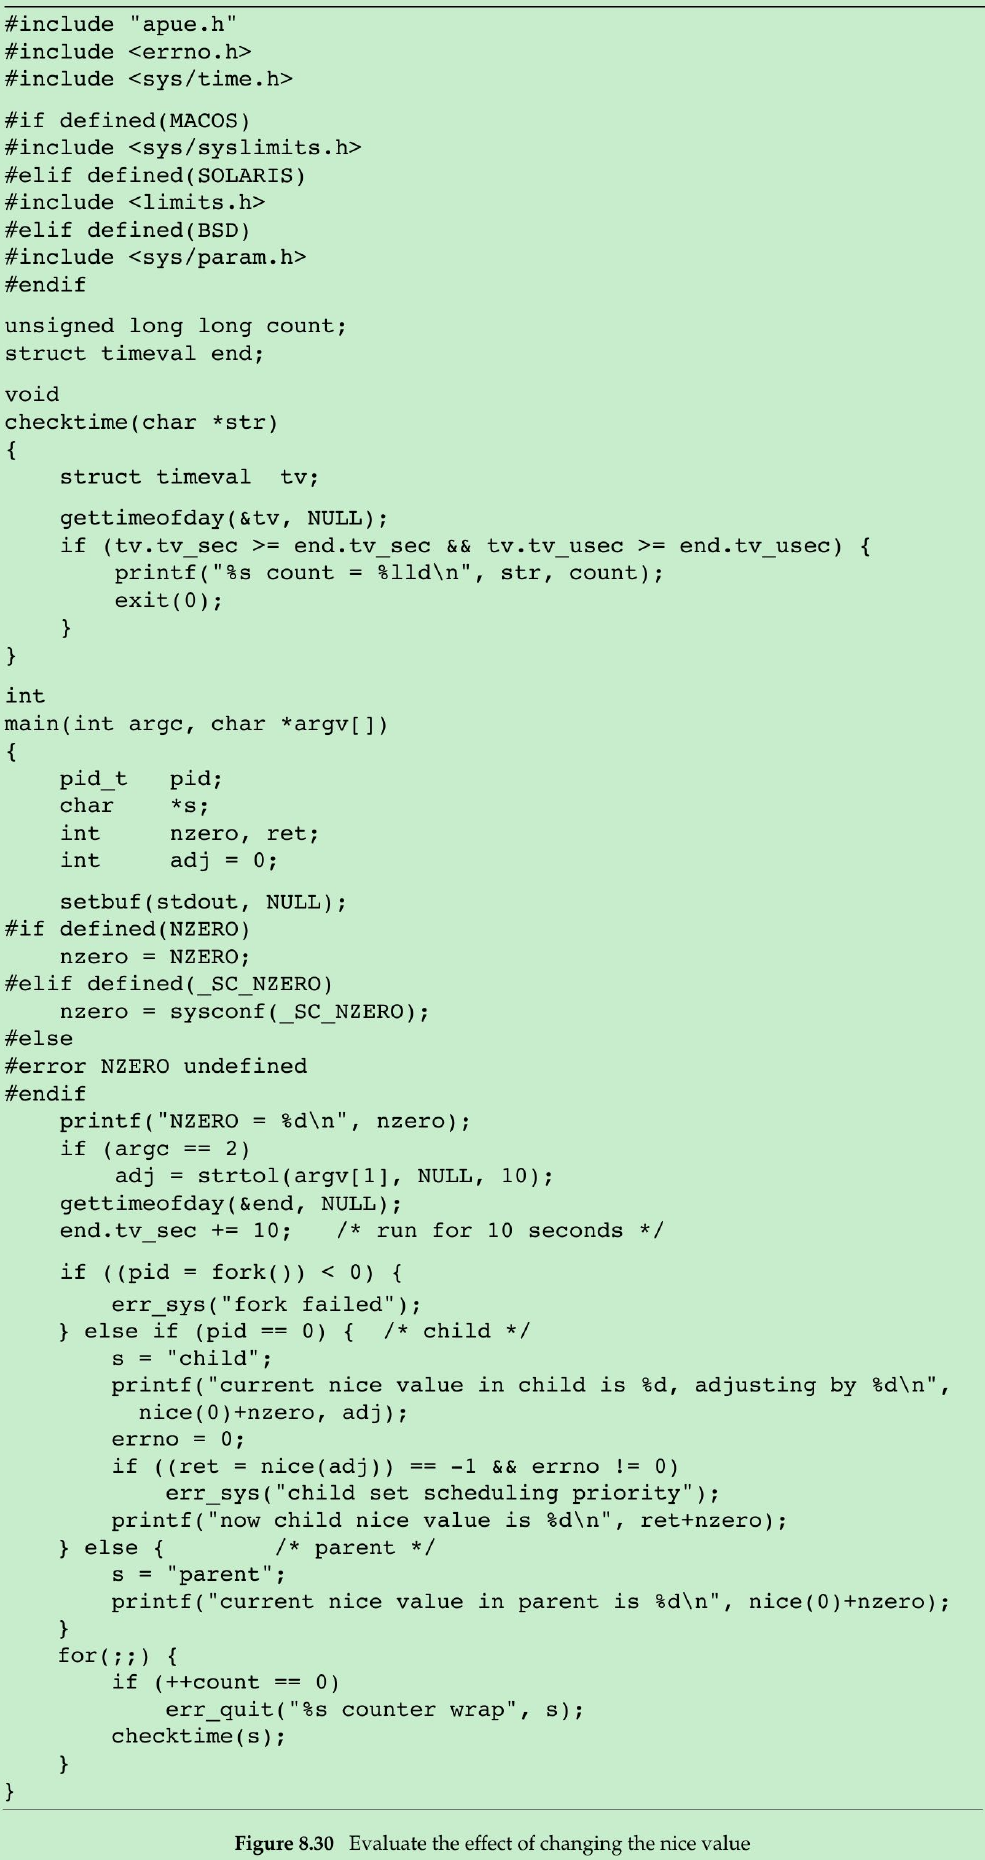 #include "apue.h"
#include <errno.h>
#include <sys/time.h>
#if defined(MACOS)
#include <sys/syslimits.h>
#elif defined(SOLARIS)
#include <limits.h>
#elif defined(BSD)
#include <sys/param.h>
#endif
unsigned long long count;
struct timeval end;
void
checktime(char *str)
{
    struct timeval  tv;
    gettimeofday(&tv, NULL);
    if (tv.tv_sec >= end.tv_sec && tv.tv_usec >= end.tv_usec) {
        printf("%s count = %lld\n", str, count);
        exit(0);
    }
}
int
main(int argc, char *argv[])
{
    pid_t   pid;
    char    *s;
    int     nzero, ret;
    int     adj = 0;
    setbuf(stdout, NULL);
#if defined(NZERO)
    nzero = NZERO;
#elif defined(_SC_NZERO)
    nzero = sysconf(_SC_NZERO);
#else
#error NZERO undefined
#endif
    printf("NZERO = %d\n", nzero);
    if (argc == 2)
        adj = strtol(argv[1], NULL, 10);
    gettimeofday(&end, NULL);
    end.tv_sec += 10;   /* run for 10 seconds */
    if ((pid = fork()) < 0) {
        err_sys("fork failed");
    } else if (pid == 0) {  /* child */
        s = "child";
        printf("current nice value in child is %d, adjusting by %d\n",
          nice(0)+nzero, adj);
        errno = 0;
        if ((ret = nice(adj)) == -1 && errno != 0)
            err_sys("child set scheduling priority");
        printf("now child nice value is %d\n", ret+nzero);
    } else {        /* parent */
        s = "parent";
        printf("current nice value in parent is %d\n", nice(0)+nzero);
    }
    for(;;) {
        if (++count == 0)
            err_quit("%s counter wrap", s);
        checktime(s);
    }
}
Figure 8.30 Evaluate the effect of changing the nice value